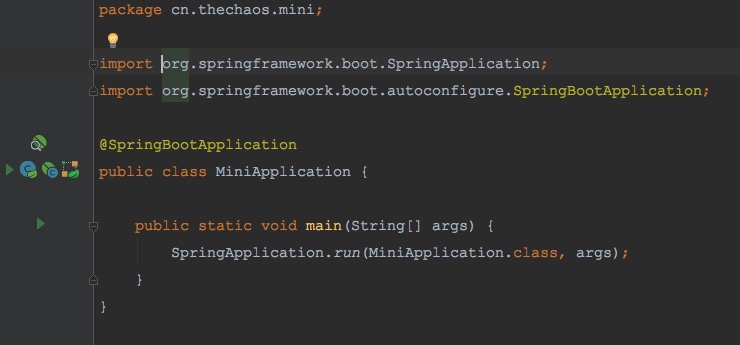 package cn.thechaos.mini;
import org.springframework.boot.SpringApplication;
import org.springframework.boot.autoconfigure.SpringBootApplication;
@SpringBootApplication
public class MiniApplication {
public static void main(String[] args) {
SpringApplication.run(MiniApplication.class, args);
}
}